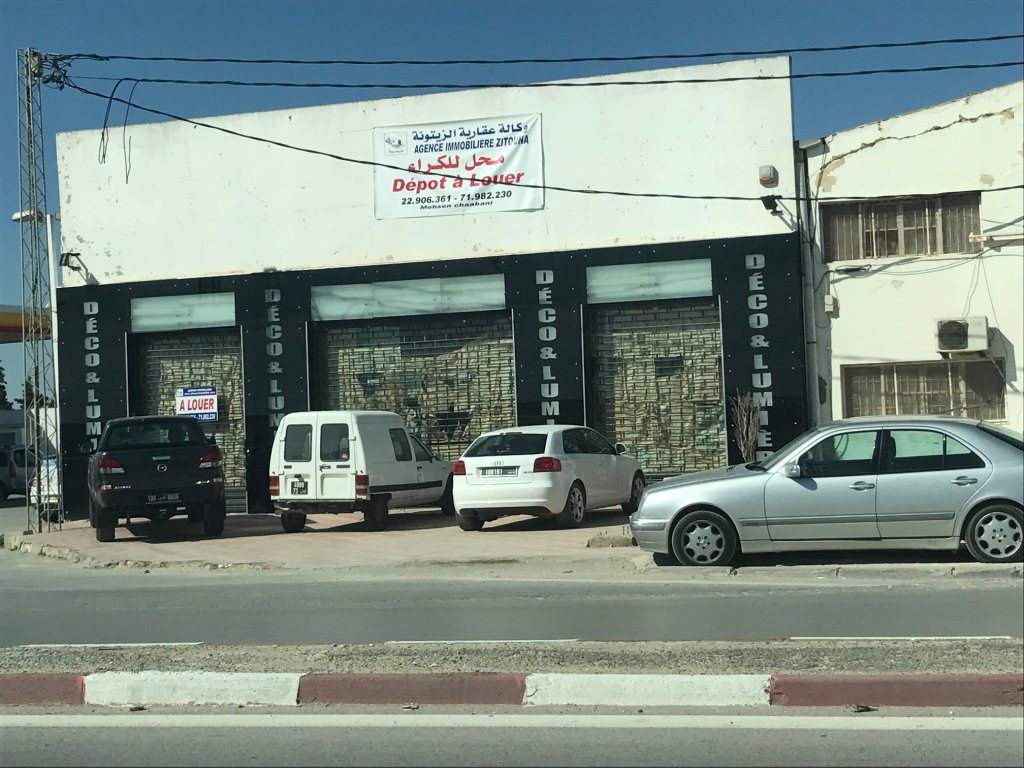 وكالة عقارية الزيتونة
AGENCE IMMOBILIERE ZITOUNA
محل للكراء
Dépot à Louer
22.906.361 - 71.982.230
Mohsen chaabani
DÉCO&LUMI
DÉCO&LUM
DÉCO&LUMI
DÉCO&LUMIÈR
A LOUER